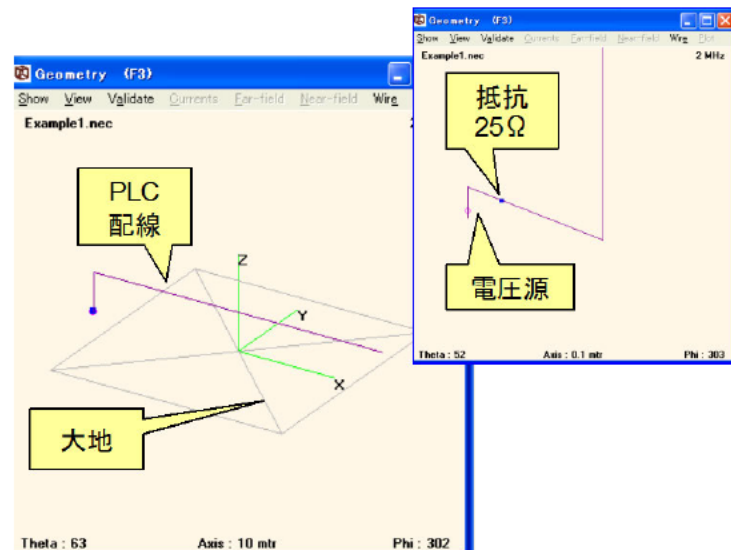 Geometry (F3)
Show View Validate Currents Far-field Near-field Wire
Example1.nec
PLC
配線
Z
Y
X
大地
Theta : 63 Axis : 10 mtr Phi : 302
Geometry (F3)
Show View Validate Currents Far-field Near-field Wire Plot
Example1.nec 2 MHz
抵抗
25Ω
電圧源
Theta : 52 Axis : 0.1 mtr Phi : 303